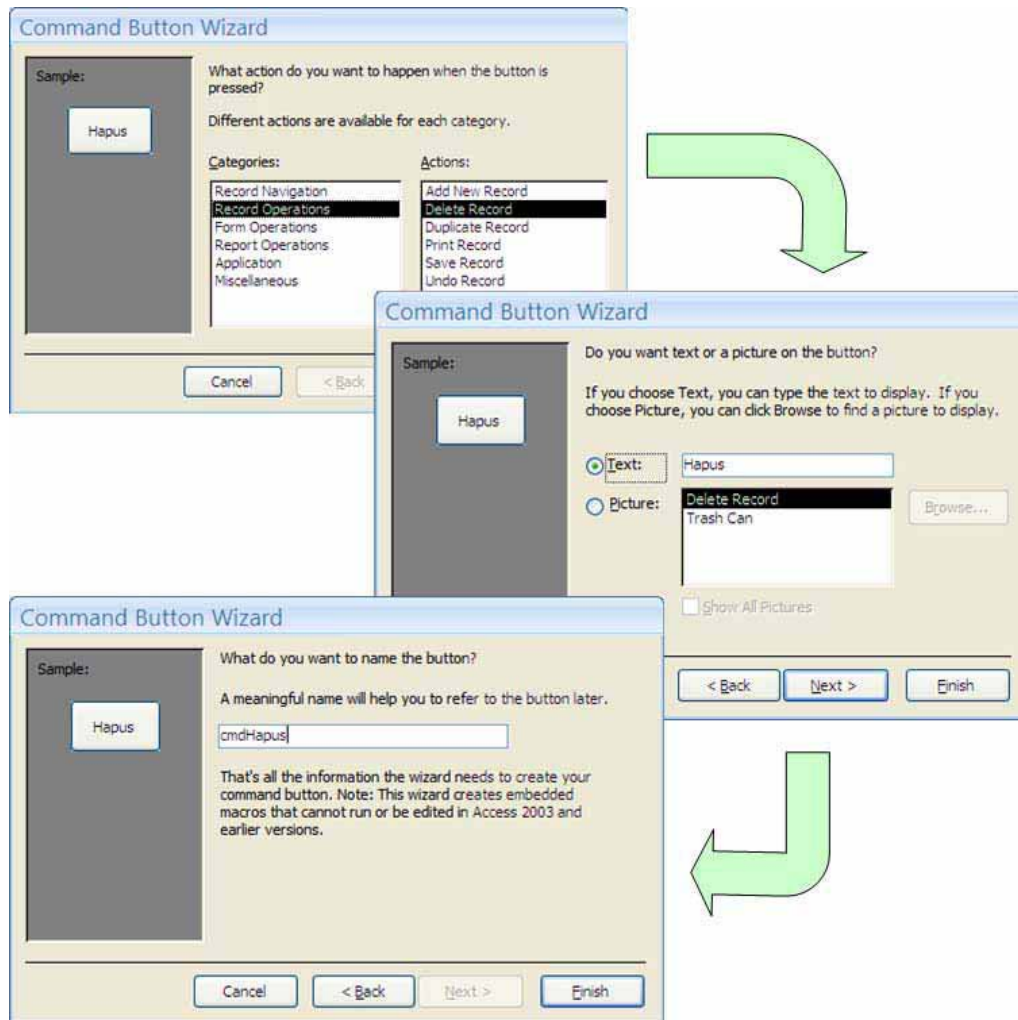 Command Button Wizard
Sample:
Hapus
What action do you want to happen when the button is
pressed?
Different actions are available for each category.
Categories:
Actions:
Record Navigation
Record Operations
Form Operations
Report Operations
Application
Miscellaneous
Add New Record
Delete Record
Duplicate Record
Print Record
Save Record
Undo Record
Cancel
< Back
Command Button Wizard
Sample:
Hapus
Do you want text or a picture on the button?
If you choose Text, you can type the text to display. If you
choose Picture, you can click Browse to find a picture to display.
Text:
Hapus
Picture:
Delete Record
Trash Can
Browse...
Show All Pictures
< Back
Next >
Finish
Command Button Wizard
Sample:
Hapus
What do you want to name the button?
A meaningful name will help you to refer to the button later.
cmdHapus
That's all the information the wizard needs to create your
command button. Note: This wizard creates embedded
macros that cannot run or be edited in Access 2003 and
earlier versions.
Cancel
< Back
Next >
Finish